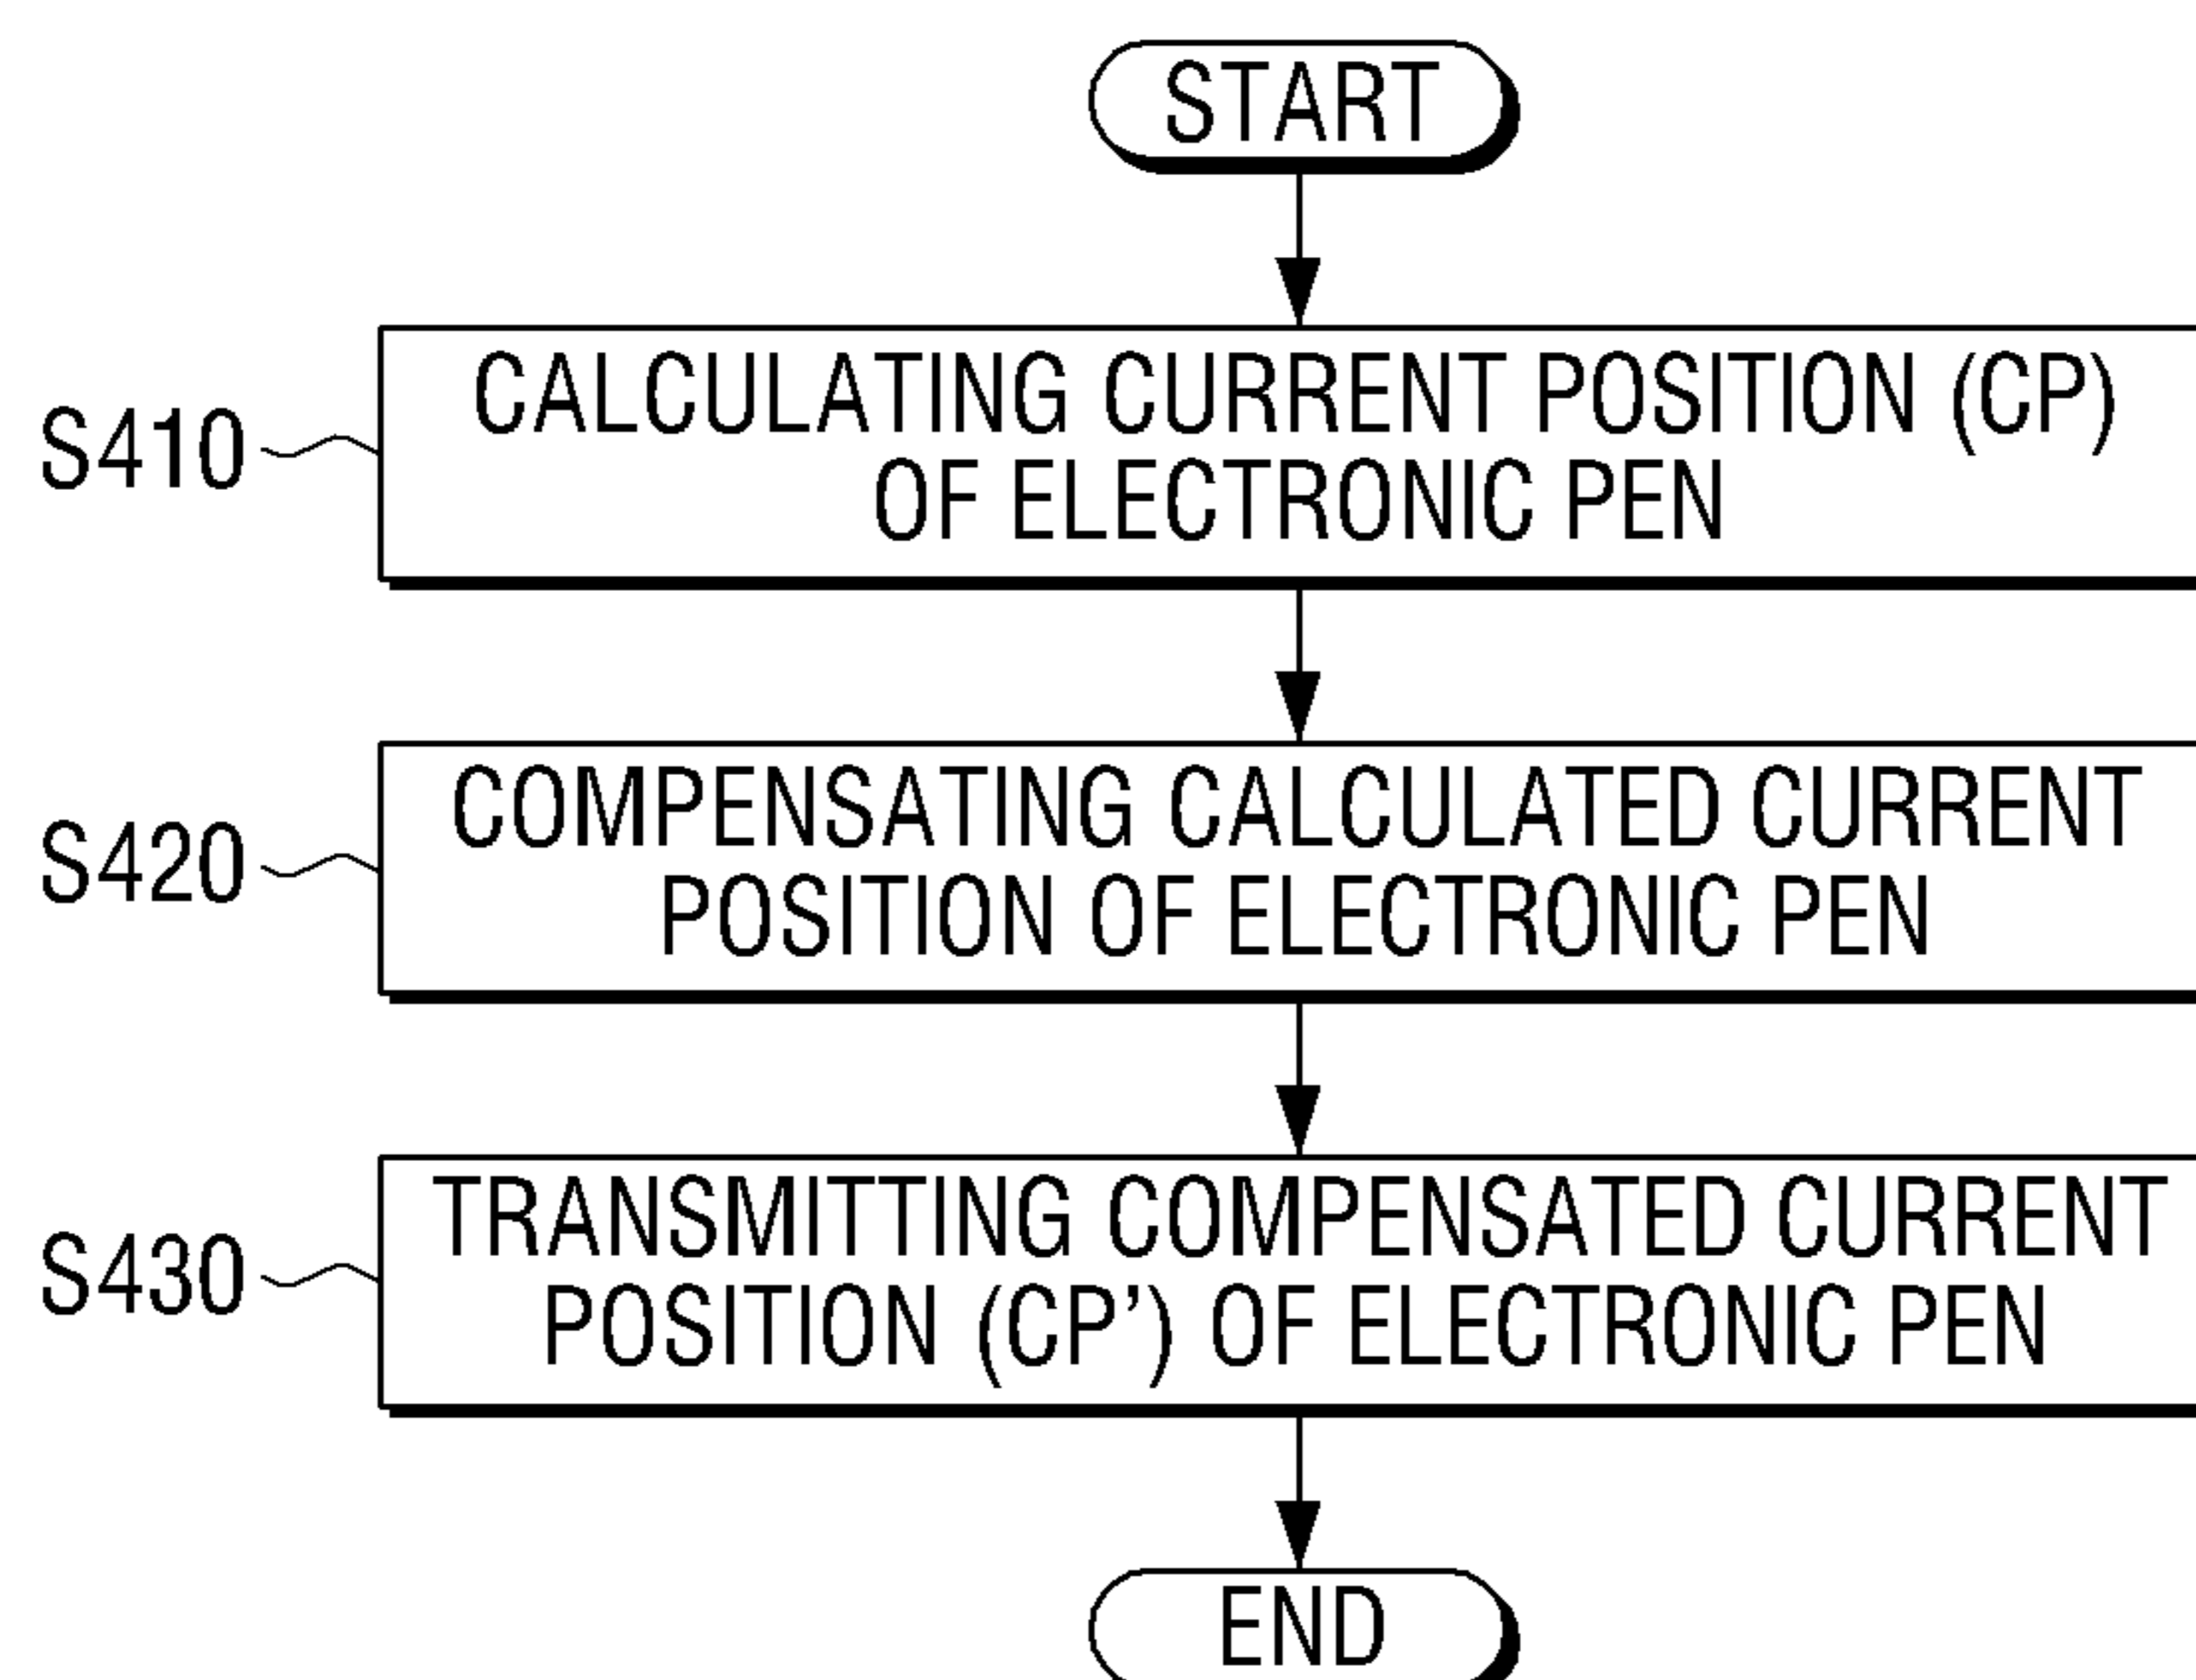 START
S410
CALCULATING CURRENT POSITION (CP)
OF ELECTRONIC PEN
S420
COMPENSATING CALCULATED CURRENT
POSITION OF ELECTRONIC PEN
S430
TRANSMITTING COMPENSATED CURRENT
POSITION (CP’) OF ELECTRONIC PEN
END